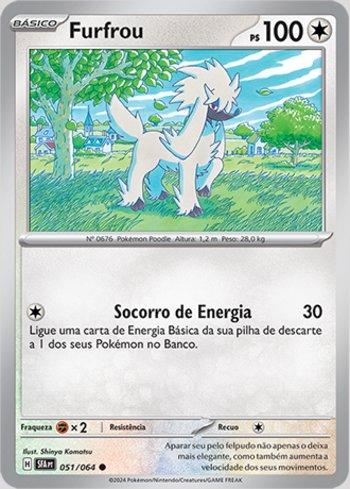 BÁSICO
Furfrou
PS 100
Nº 0676 Pokémon Poodle Altura: 1,2 m Peso: 28,0 kg
Socorro de Energia 30
Ligue uma carta de Energia Básica da sua pilha de descarte
a 1 dos seus Pokémon no Banco.
Fraqueza ×2 Resistência Recuo
Ilust. Shinya Komatsu
H SFA PT 051/064
Aparar seu pelo felpudo não apenas o deixa
mais elegante, como também aumenta a
velocidade dos seus movimentos.
©2024 Pokémon/Nintendo/Creatures/GAME FREAK